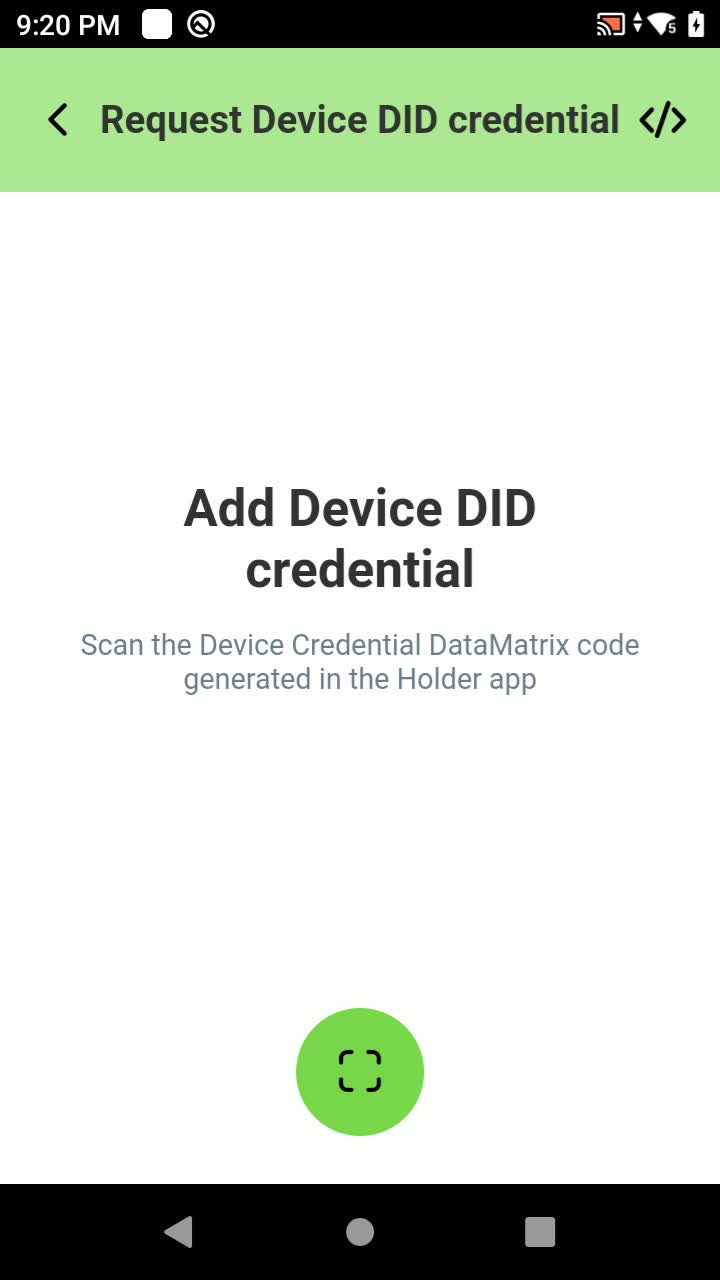 9:20 PM
5
Request Device DID credential
Add Device DID
credential
Scan the Device Credential DataMatrix code
generated in the Holder app